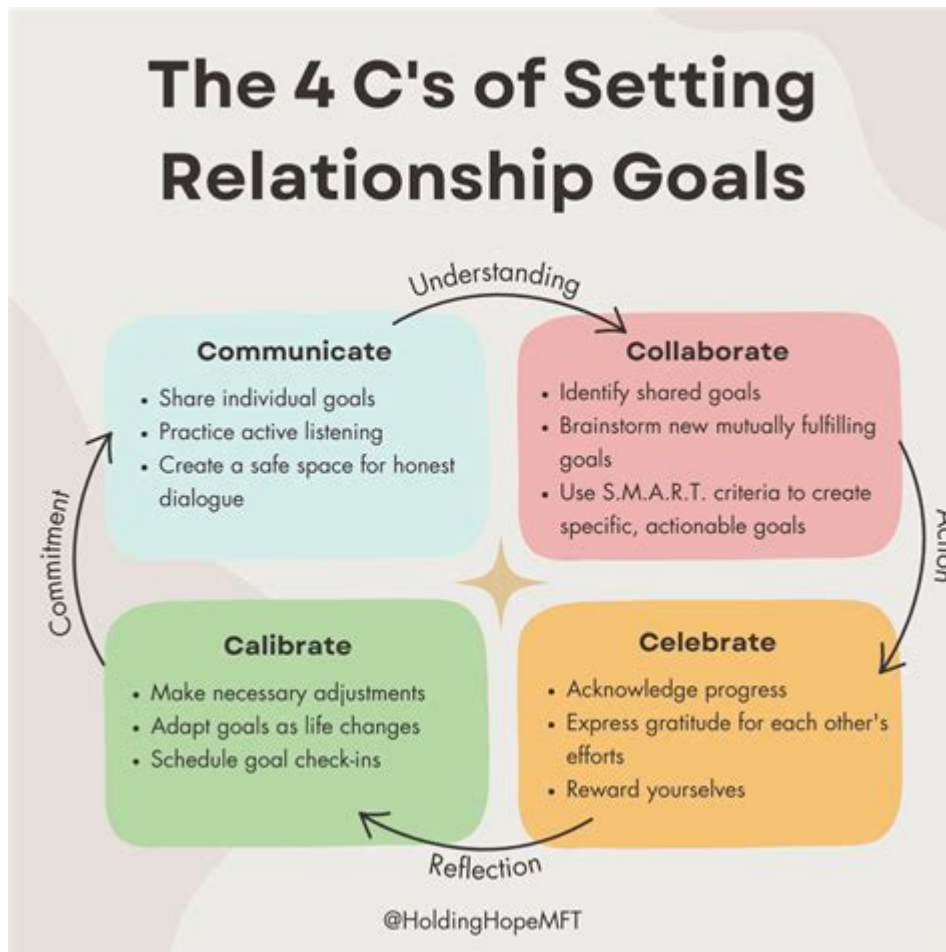 The 4 C's of Setting
Relationship Goals
Understanding
Communicate
• Share individual goals
• Practice active listening
• Create a safe space for honest
dialogue
Collaborate
• Identify shared goals
• Brainstorm new mutually fulfilling
goals
• Use S.M.A.R.T. criteria to create
specific, actionable goals
Action
Celebrate
• Acknowledge progress
• Express gratitude for each other's
efforts
• Reward yourselves
Reflection
Calibrate
• Make necessary adjustments
• Adapt goals as life changes
• Schedule goal check-ins
Commitment
@HoldingHopeMFT